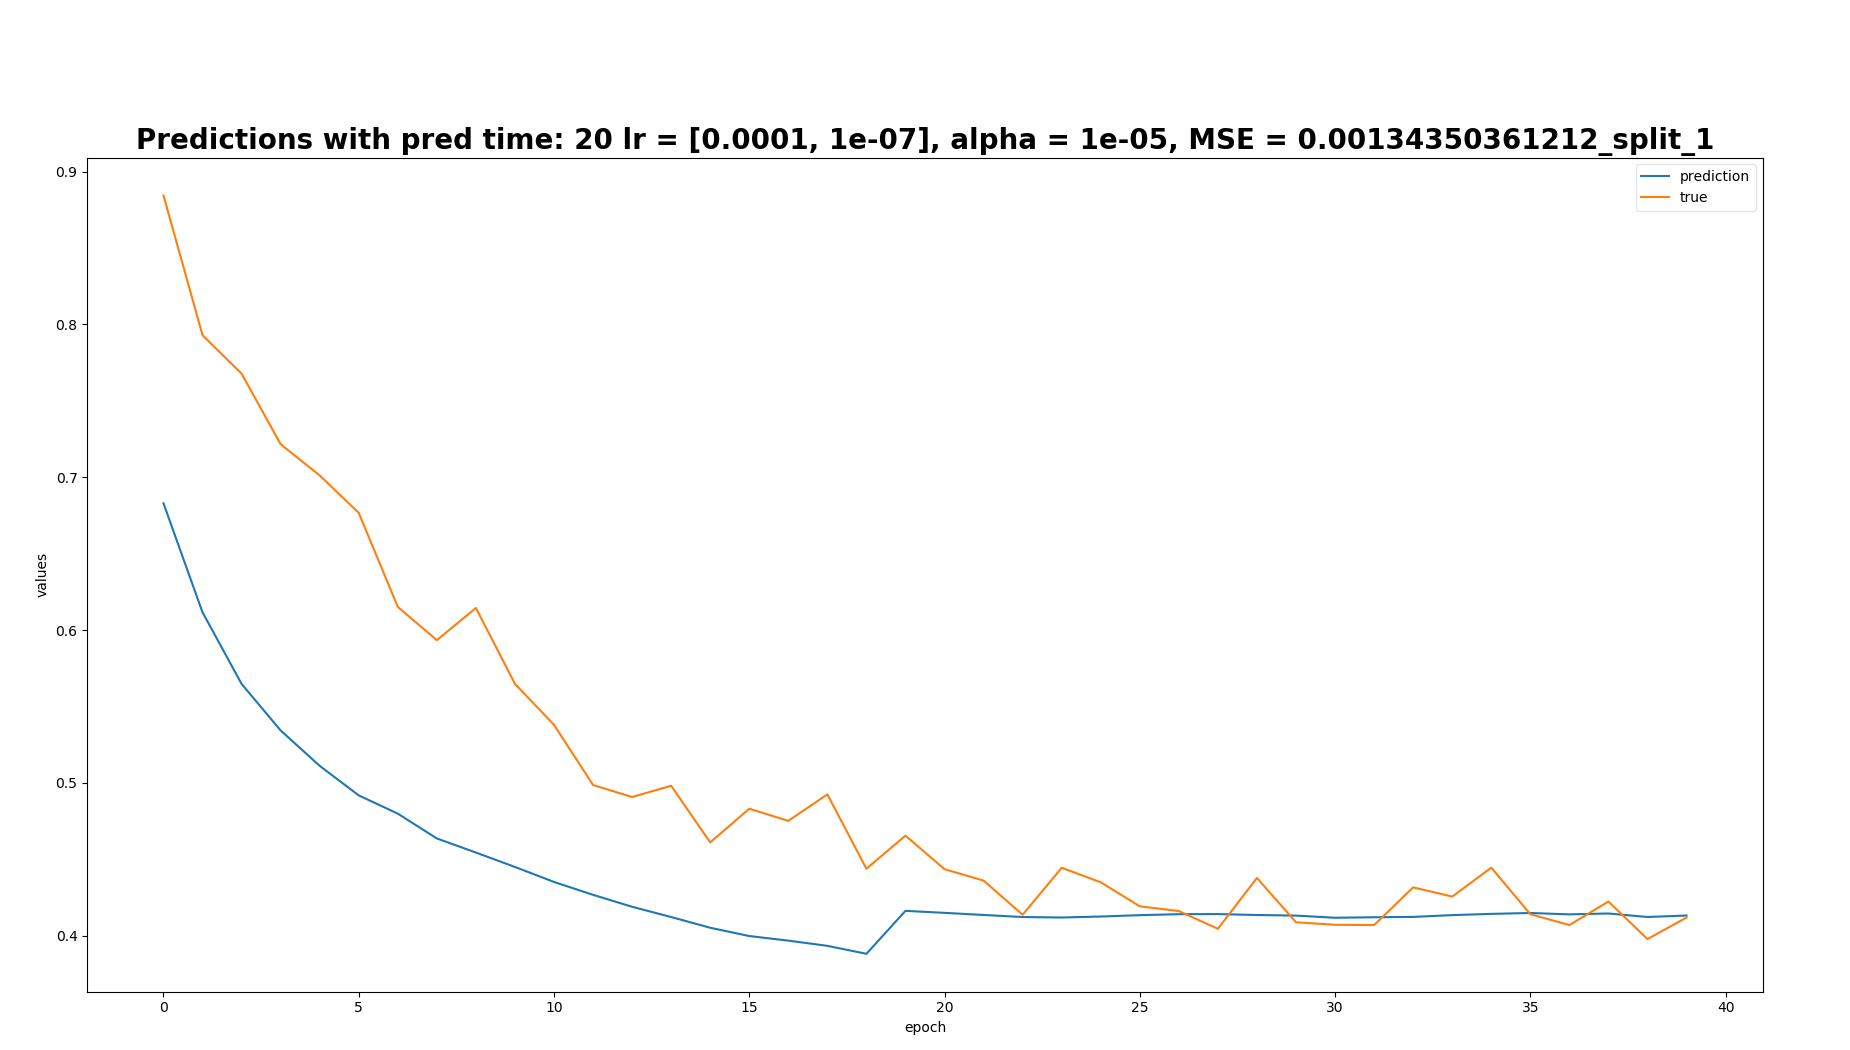 Predictions with pred time: 20 lr = [0.0001, 1e-07], alpha = 1e-05, MSE = 0.00134350361212_split_1
prediction
true
0.9
0.8
0.7
0.6
0.5
0.4
values
0 5 10 15 20 25 30 35 40
epoch